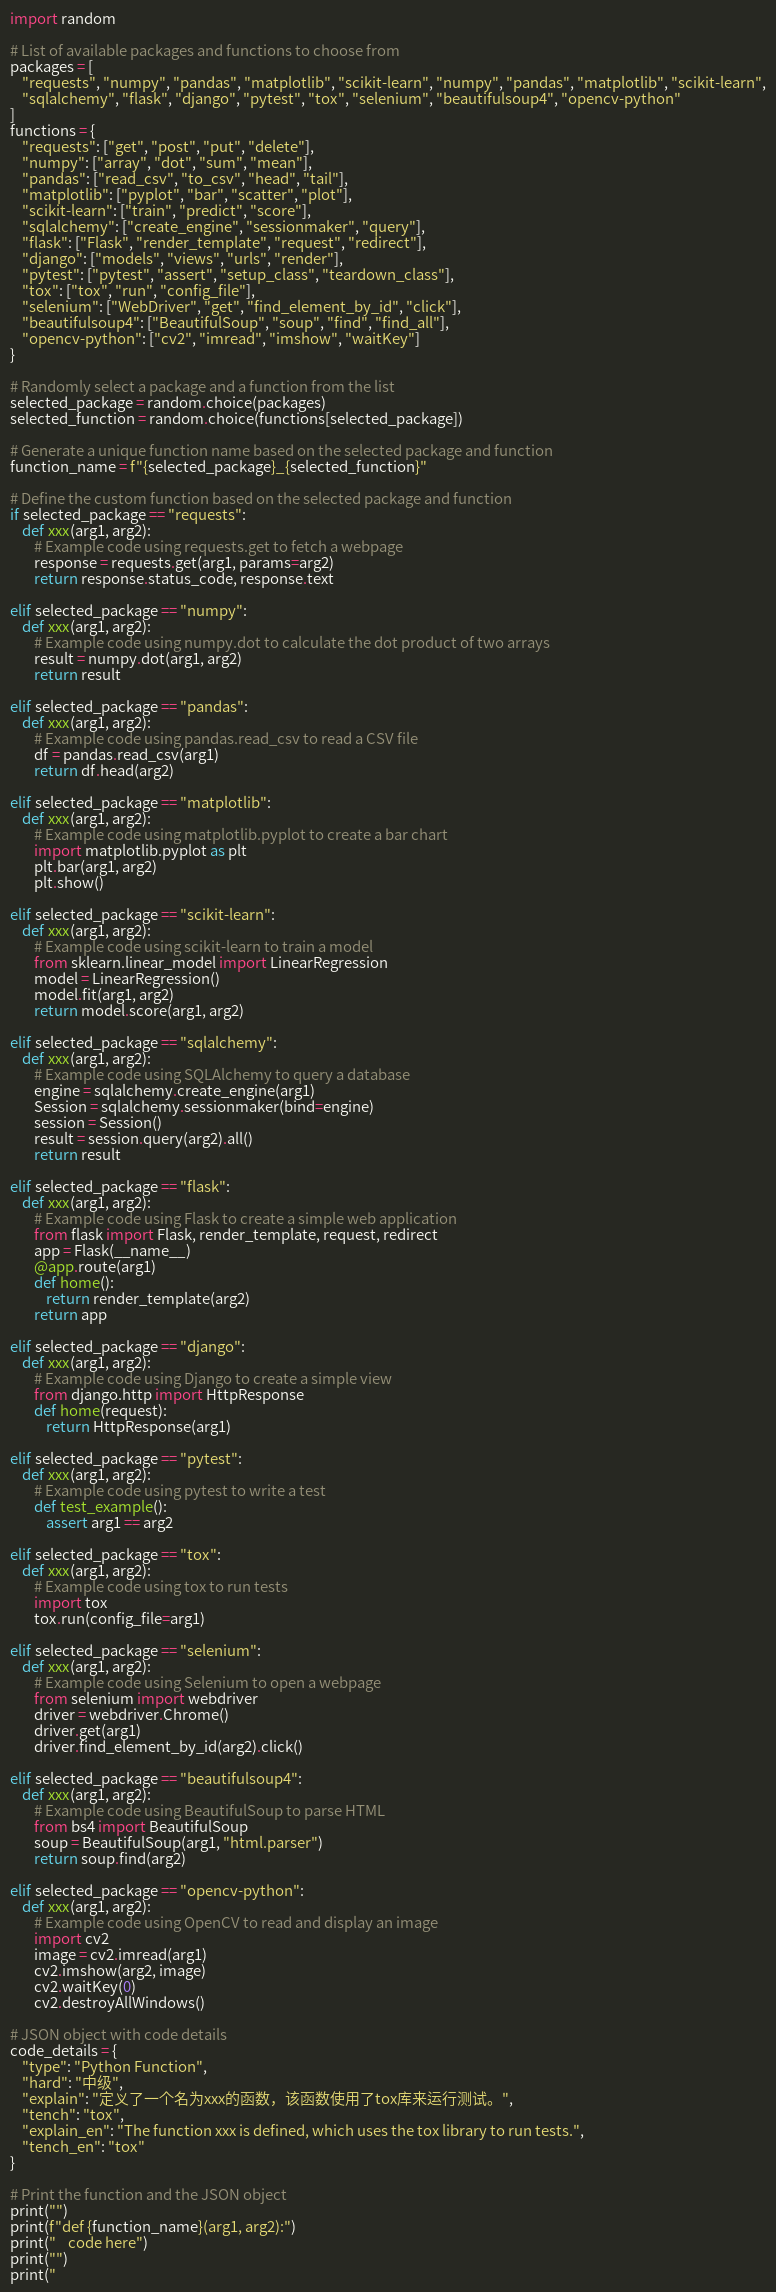 import random

# List of available packages and functions to choose from
packages = [
    "requests", "numpy", "pandas", "matplotlib", "scikit-learn", "numpy", "pandas", "matplotlib", "scikit-learn",
    "sqlalchemy", "flask", "django", "pytest", "tox", "selenium", "beautifulsoup4", "opencv-python"
]
functions = {
    "requests": ["get", "post", "put", "delete"],
    "numpy": ["array", "dot", "sum", "mean"],
    "pandas": ["read_csv", "to_csv", "head", "tail"],
    "matplotlib": ["pyplot", "bar", "scatter", "plot"],
    "scikit-learn": ["train", "predict", "score"],
    "sqlalchemy": ["create_engine", "sessionmaker", "query"],
    "flask": ["Flask", "render_template", "request", "redirect"],
    "django": ["models", "views", "urls", "render"],
    "pytest": ["pytest", "assert", "setup_class", "teardown_class"],
    "tox": ["tox", "run", "config_file"],
    "selenium": ["WebDriver", "get", "find_element_by_id", "click"],
    "beautifulsoup4": ["BeautifulSoup", "soup", "find", "find_all"],
    "opencv-python": ["cv2", "imread", "imshow", "waitKey"]
}

# Randomly select a package and a function from the list
selected_package = random.choice(packages)
selected_function = random.choice(functions[selected_package])

# Generate a unique function name based on the selected package and function
function_name = f"{selected_package}_{selected_function}"

# Define the custom function based on the selected package and function
if selected_package == "requests":
    def xxx(arg1, arg2):
        # Example code using requests.get to fetch a webpage
        response = requests.get(arg1, params=arg2)
        return response.status_code, response.text

elif selected_package == "numpy":
    def xxx(arg1, arg2):
        # Example code using numpy.dot to calculate the dot product of two arrays
        result = numpy.dot(arg1, arg2)
        return result

elif selected_package == "pandas":
    def xxx(arg1, arg2):
        # Example code using pandas.read_csv to read a CSV file
        df = pandas.read_csv(arg1)
        return df.head(arg2)

elif selected_package == "matplotlib":
    def xxx(arg1, arg2):
        # Example code using matplotlib.pyplot to create a bar chart
        import matplotlib.pyplot as plt
        plt.bar(arg1, arg2)
        plt.show()

elif selected_package == "scikit-learn":
    def xxx(arg1, arg2):
        # Example code using scikit-learn to train a model
        from sklearn.linear_model import LinearRegression
        model = LinearRegression()
        model.fit(arg1, arg2)
        return model.score(arg1, arg2)

elif selected_package == "sqlalchemy":
    def xxx(arg1, arg2):
        # Example code using SQLAlchemy to query a database
        engine = sqlalchemy.create_engine(arg1)
        Session = sqlalchemy.sessionmaker(bind=engine)
        session = Session()
        result = session.query(arg2).all()
        return result

elif selected_package == "flask":
    def xxx(arg1, arg2):
        # Example code using Flask to create a simple web application
        from flask import Flask, render_template, request, redirect
        app = Flask(__name__)
        @app.route(arg1)
        def home():
            return render_template(arg2)
        return app

elif selected_package == "django":
    def xxx(arg1, arg2):
        # Example code using Django to create a simple view
        from django.http import HttpResponse
        def home(request):
            return HttpResponse(arg1)

elif selected_package == "pytest":
    def xxx(arg1, arg2):
        # Example code using pytest to write a test
        def test_example():
            assert arg1 == arg2

elif selected_package == "tox":
    def xxx(arg1, arg2):
        # Example code using tox to run tests
        import tox
        tox.run(config_file=arg1)

elif selected_package == "selenium":
    def xxx(arg1, arg2):
        # Example code using Selenium to open a webpage
        from selenium import webdriver
        driver = webdriver.Chrome()
        driver.get(arg1)
        driver.find_element_by_id(arg2).click()

elif selected_package == "beautifulsoup4":
    def xxx(arg1, arg2):
        # Example code using BeautifulSoup to parse HTML
        from bs4 import BeautifulSoup
        soup = BeautifulSoup(arg1, "html.parser")
        return soup.find(arg2)

elif selected_package == "opencv-python":
    def xxx(arg1, arg2):
        # Example code using OpenCV to read and display an image
        import cv2
        image = cv2.imread(arg1)
        cv2.imshow(arg2, image)
        cv2.waitKey(0)
        cv2.destroyAllWindows()

# JSON object with code details
code_details = {
    "type": "Python Function",
    "hard": "中级",
    "explain": "定义了一个名为xxx的函数，该函数使用了tox库来运行测试。",
    "tench": "tox",
    "explain_en": "The function xxx is defined, which uses the tox library to run tests.",
    "tench_en": "tox"
}

# Print the function and the JSON object
print("")
print(f"def {function_name}(arg1, arg2):")
print("    code here")
print("")
print("